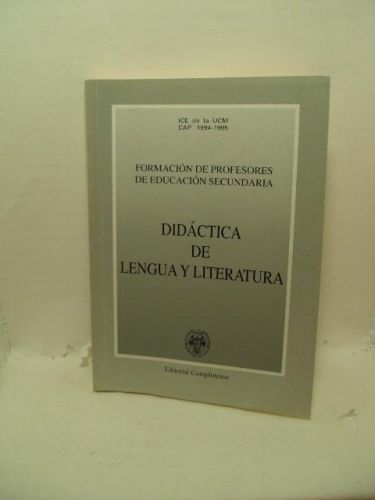 ICE de la UCM
CAP 1994-1995
FORMACIÓN DE PROFESORES
DE EDUCACIÓN SECUNDARIA
DIDÁCTICA
DE
LENGUA Y LITERATURA
Editorial Complutense